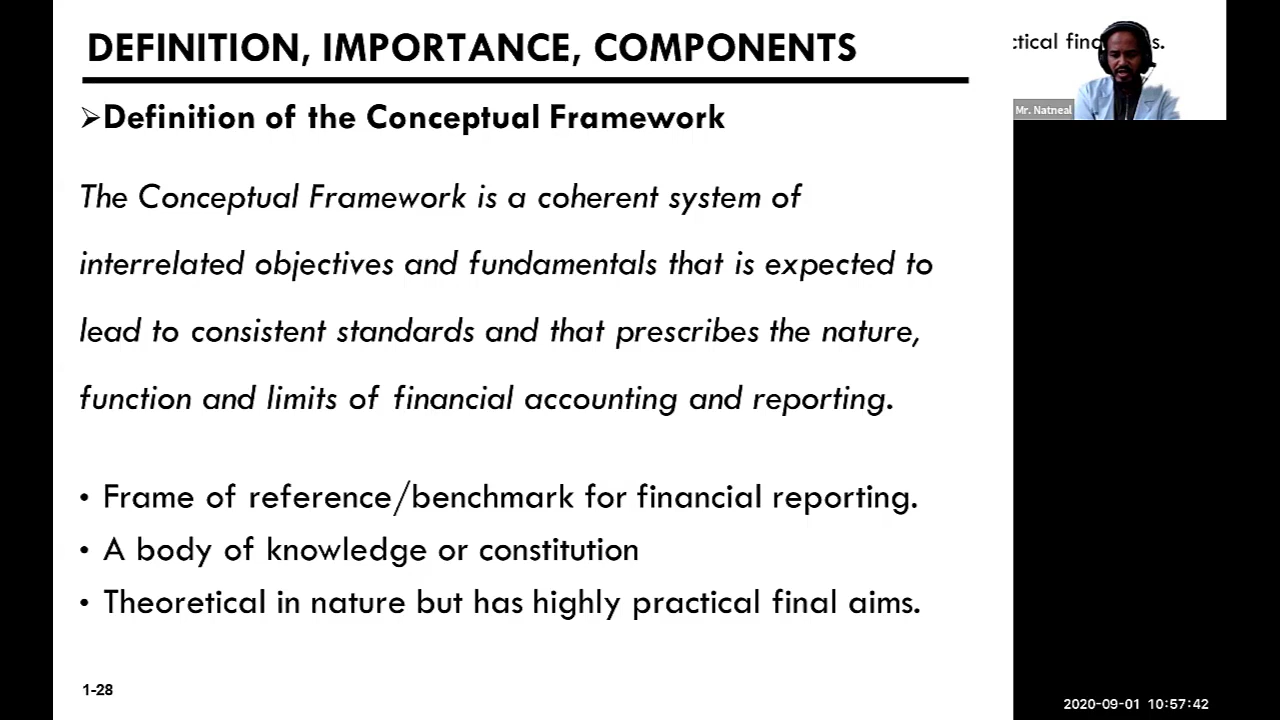 DEFINITION, IMPORTANCE, COMPONENTS
➢Definition of the Conceptual Framework
The Conceptual Framework is a coherent system of
interrelated objectives and fundamentals that is expected to
lead to consistent standards and that prescribes the nature,
function and limits of financial accounting and reporting.
• Frame of reference/benchmark for financial reporting.
• A body of knowledge or constitution
• Theoretical in nature but has highly practical final aims.
1-28
Mr. Natneal
2020-09-01 10:57:42